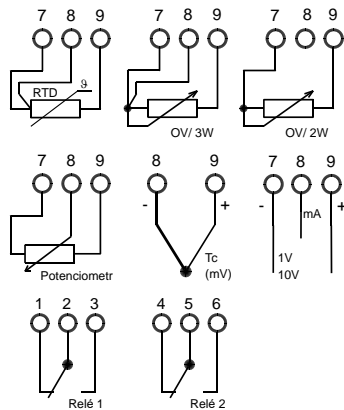 7 8 9
RTD ϑ
7 8 9
OV/ 3W
7 8 9
OV/ 2W
7 8 9
Potenciometr
8 9
- +
Tc
(mV)
7 8 9
- mA +
1V
10V
1 2 3
Relé 1
4 5 6
Relé 2